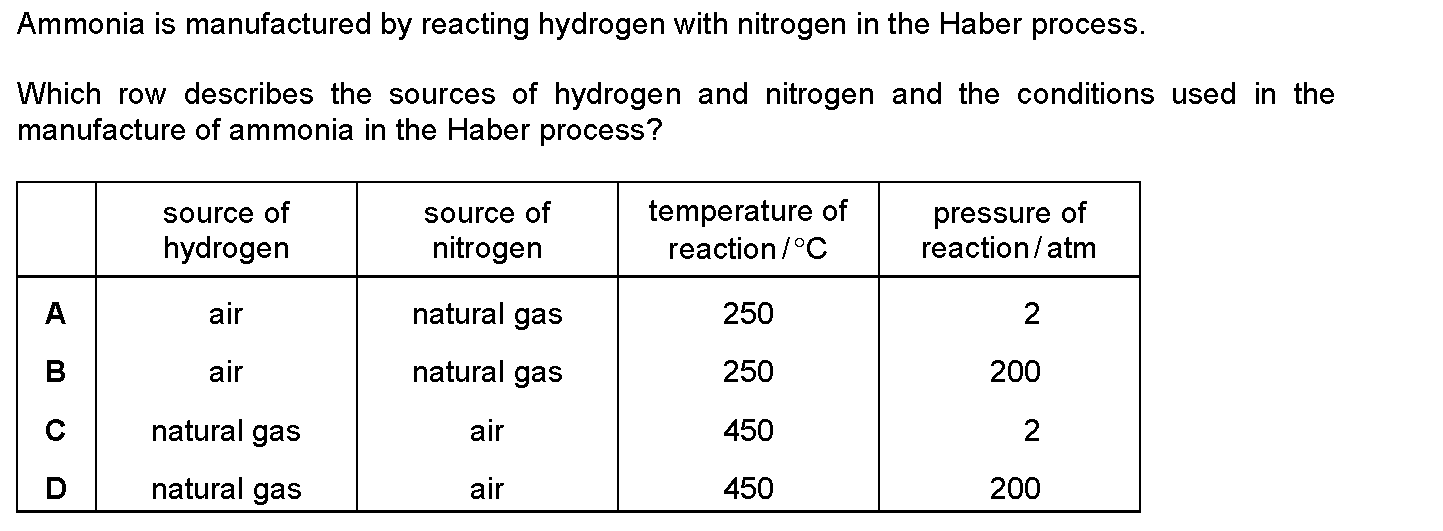 Ammonia is manufactured by reacting hydrogen with nitrogen in the Haber process.
Which row describes the sources of hydrogen and nitrogen and the conditions used in the
manufacture of ammonia in the Haber process?
source of hydrogen source of nitrogen temperature of reaction / °C pressure of reaction / atm
A air natural gas 250 2
B air natural gas 250 200
C natural gas air 450 2
D natural gas air 450 200